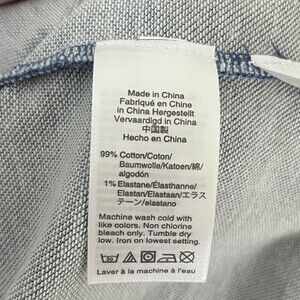 Made in China
Fabriqué en Chine
in China Hergestellt
Vervaardigd in China
中国製
Hecho en China
99% Cotton/Coton/
Baumwolle/Katoen/綿/
algodón
1% Elastane/Élasthanne/
Elastan/Elastaan/エラス
テーン/elastano
Machine wash cold with
like colors. Non chlorine
bleach only. Tumble dry
low. Iron on lowest setting.
Laver à la machine à l'eau